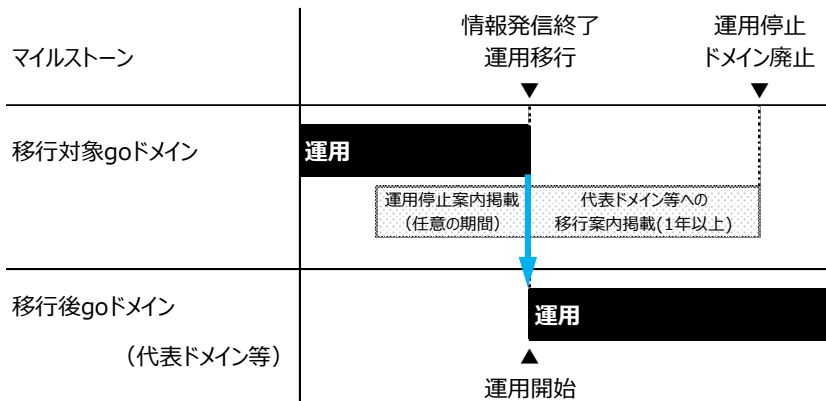 情報発信終了
運用移行
運用停止
ドメイン廃止
マイルストーン
▼
▼
移行対象goドメイン
運用
運用停止案内掲載
（任意の期間）
代表ドメイン等への
移行案内掲載(1年以上)
移行後goドメイン
（代表ドメイン等）
運用
▲
運用開始